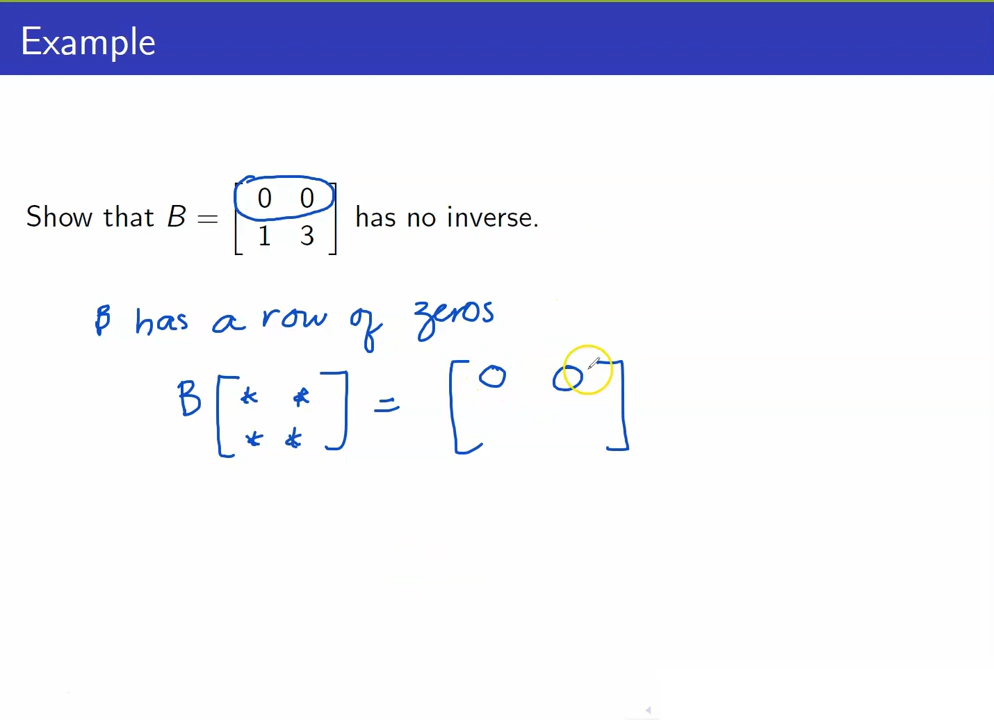 Example
Show that B = [ 0 0 ; 1 3 ] has no inverse.
B has a row of zeros
B [ * * ; * * ] = [ 0 0 ]